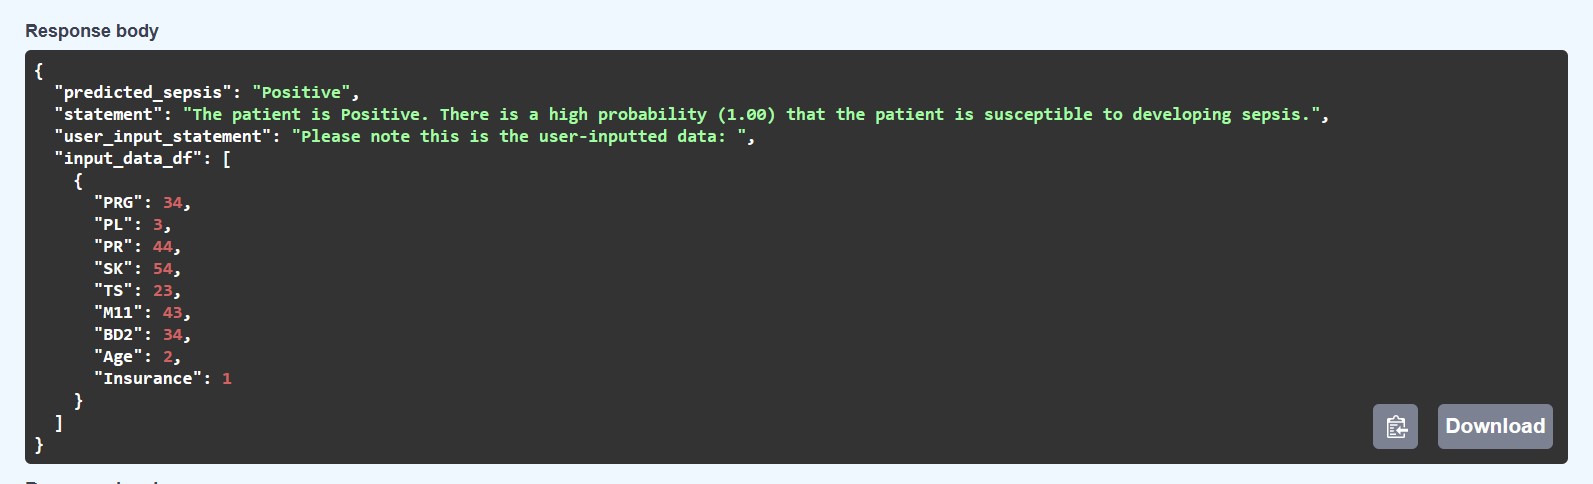 Response body
{
"predicted_sepsis": "Positive",
"statement": "The patient is Positive. There is a high probability (1.00) that the patient is susceptible to developing sepsis.",
"user_input_statement": "Please note this is the user-inputted data: ",
"input_data_df": [
{
"PRG": 34,
"PL": 3,
"PR": 44,
"SK": 54,
"TS": 23,
"M11": 43,
"BD2": 34,
"Age": 2,
"Insurance": 1
}
]
}
Download